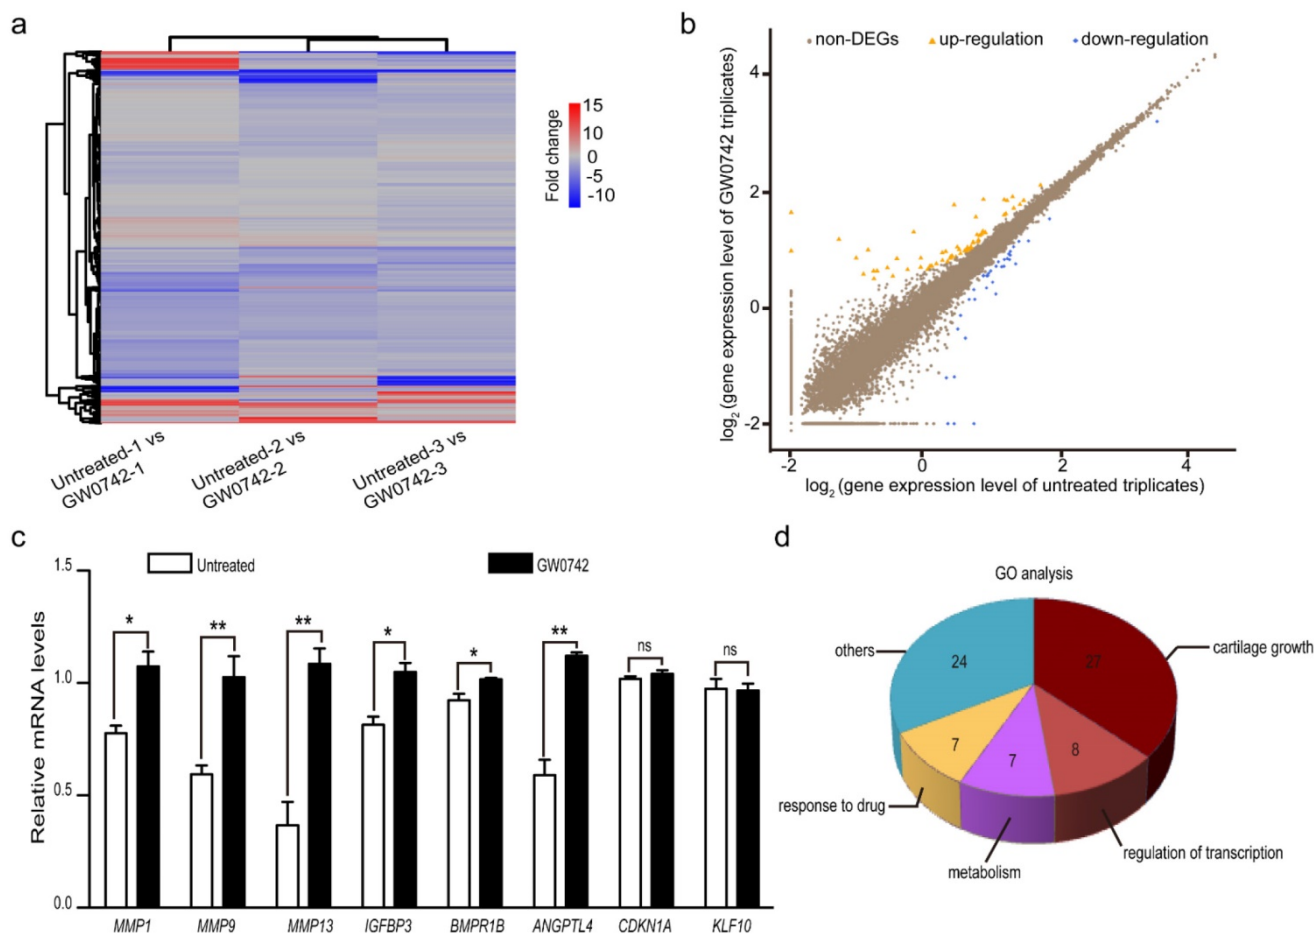 a
15
10
0
-5
-10
Fold change
Untreated-1 vs
GW0742-1
Untreated-2 vs
GW0742-2
Untreated-3 vs
GW0742-3
b
non-DEGs
up-regulation
down-regulation
log2 (gene expression level of GW0742 triplicates)
4
2
0
-2
-2
0
2
4
log2 (gene expression level of untreated triplicates)
c
Untreated
GW0742
Relative mRNA levels
1.5
1.0
0.5
0.0
*
**
**
*
*
**
ns
ns
MMP1
MMP9
MMP13
IGFBP3
BMPR1B
ANGPTL4
CDKN1A
KLF10
d
GO analysis
others
24
27
cartilage growth
7
7
8
response to drug
metabolism
regulation of transcription